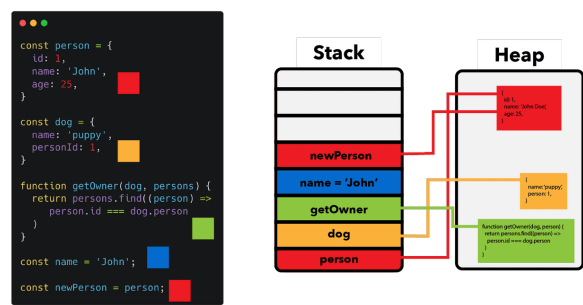 const person = {
id: 1,
name: 'John',
age: 25,
}
const dog = {
name: 'puppy',
personId: 1,
}
function getOwner(dog, persons) {
return persons.find((person) =>
person.id === dog.person
)
}
const name = 'John';
const newPerson = person;
Stack
newPerson
name = 'John'
getOwner
dog
person
Heap
{
id: 1,
name: 'John Doe',
age: 25,
}
{
name:'puppy',
person: 1,
}
function getOwner(dog, person) {
return persons.find((person) =>
person.id === dog.person
)
}